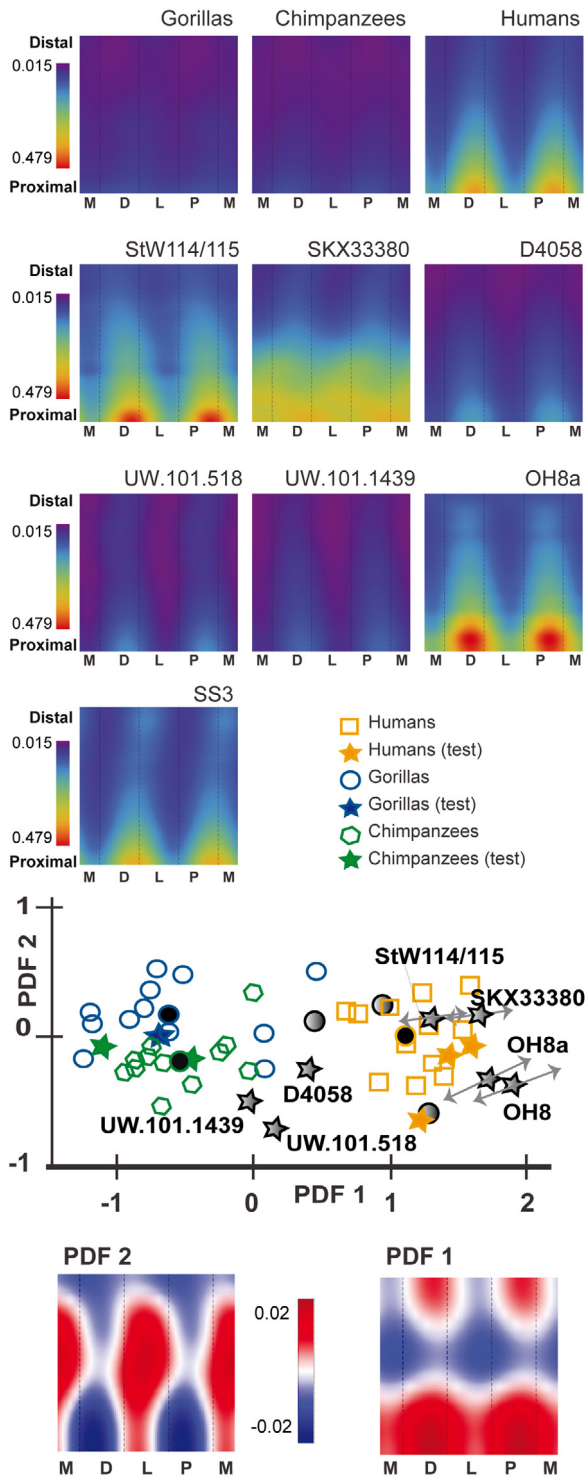 Gorillas Chimpanzees Humans
Distal
0.015
0.479
Proximal
M D L P M M D L P M M D L P M
StW114/115 SKX33380 D4058
Distal
0.015
0.479
Proximal
M D L P M M D L P M M D L P M
UW.101.518 UW.101.1439 OH8a
Distal
0.015
0.479
Proximal
M D L P M M D L P M M D L P M
SS3
Distal
0.015
0.479
Proximal
M D L P M
Humans
Humans (test)
Gorillas
Gorillas (test)
Chimpanzees
Chimpanzees (test)
1
StW114/115
SKX33380
PDF 2
0
OH8a
D4058
UW.101.1439
OH8
UW.101.518
-1
-1 0 PDF 1 1 2
PDF 2 PDF 1
0.02
-0.02
M D L P M M D L P M